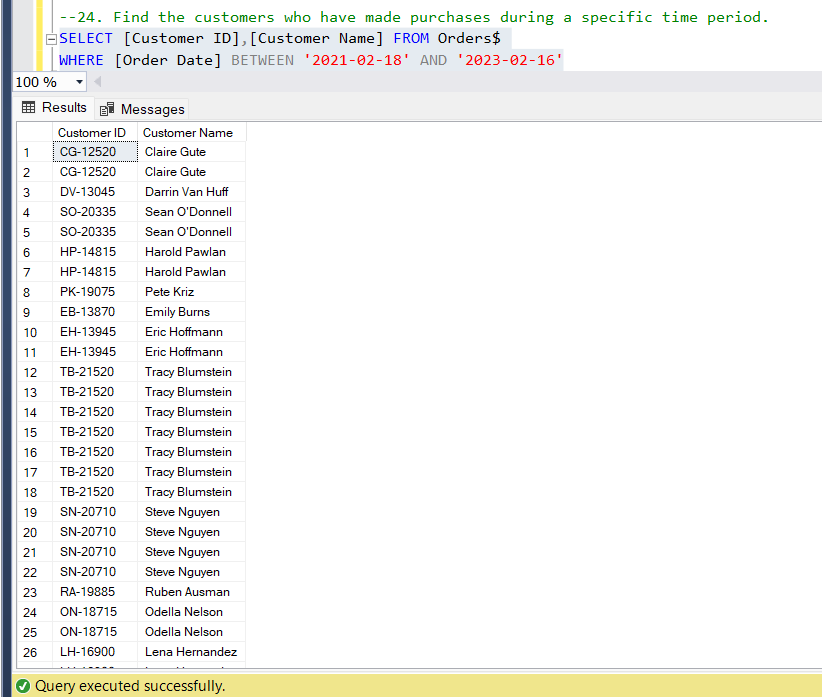 --24. Find the customers who have made purchases during a specific time period.
SELECT [Customer ID],[Customer Name] FROM Orders$
WHERE [Order Date] BETWEEN '2021-02-18' AND '2023-02-16'
100 %
Results Messages
Customer ID Customer Name
1 CG-12520 Claire Gute
2 CG-12520 Claire Gute
3 DV-13045 Darrin Van Huff
4 SO-20335 Sean O'Donnell
5 SO-20335 Sean O'Donnell
6 HP-14815 Harold Pawlan
7 HP-14815 Harold Pawlan
8 PK-19075 Pete Kriz
9 EB-13870 Emily Burns
10 EH-13945 Eric Hoffmann
11 EH-13945 Eric Hoffmann
12 TB-21520 Tracy Blumstein
13 TB-21520 Tracy Blumstein
14 TB-21520 Tracy Blumstein
15 TB-21520 Tracy Blumstein
16 TB-21520 Tracy Blumstein
17 TB-21520 Tracy Blumstein
18 TB-21520 Tracy Blumstein
19 SN-20710 Steve Nguyen
20 SN-20710 Steve Nguyen
21 SN-20710 Steve Nguyen
22 SN-20710 Steve Nguyen
23 RA-19885 Ruben Ausman
24 ON-18715 Odella Nelson
25 ON-18715 Odella Nelson
26 LH-16900 Lena Hernandez
Query executed successfully.